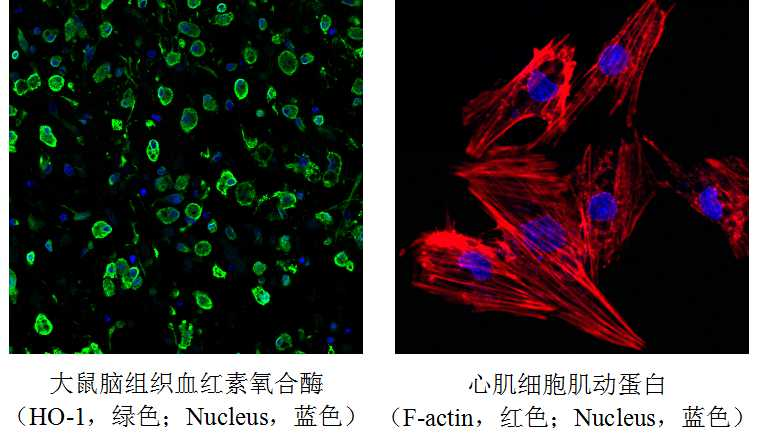 大鼠脑组织血红素氧合酶
（HO-1，绿色；Nucleus，蓝色）
心肌细胞肌动蛋白
（F-actin，红色；Nucleus，蓝色）